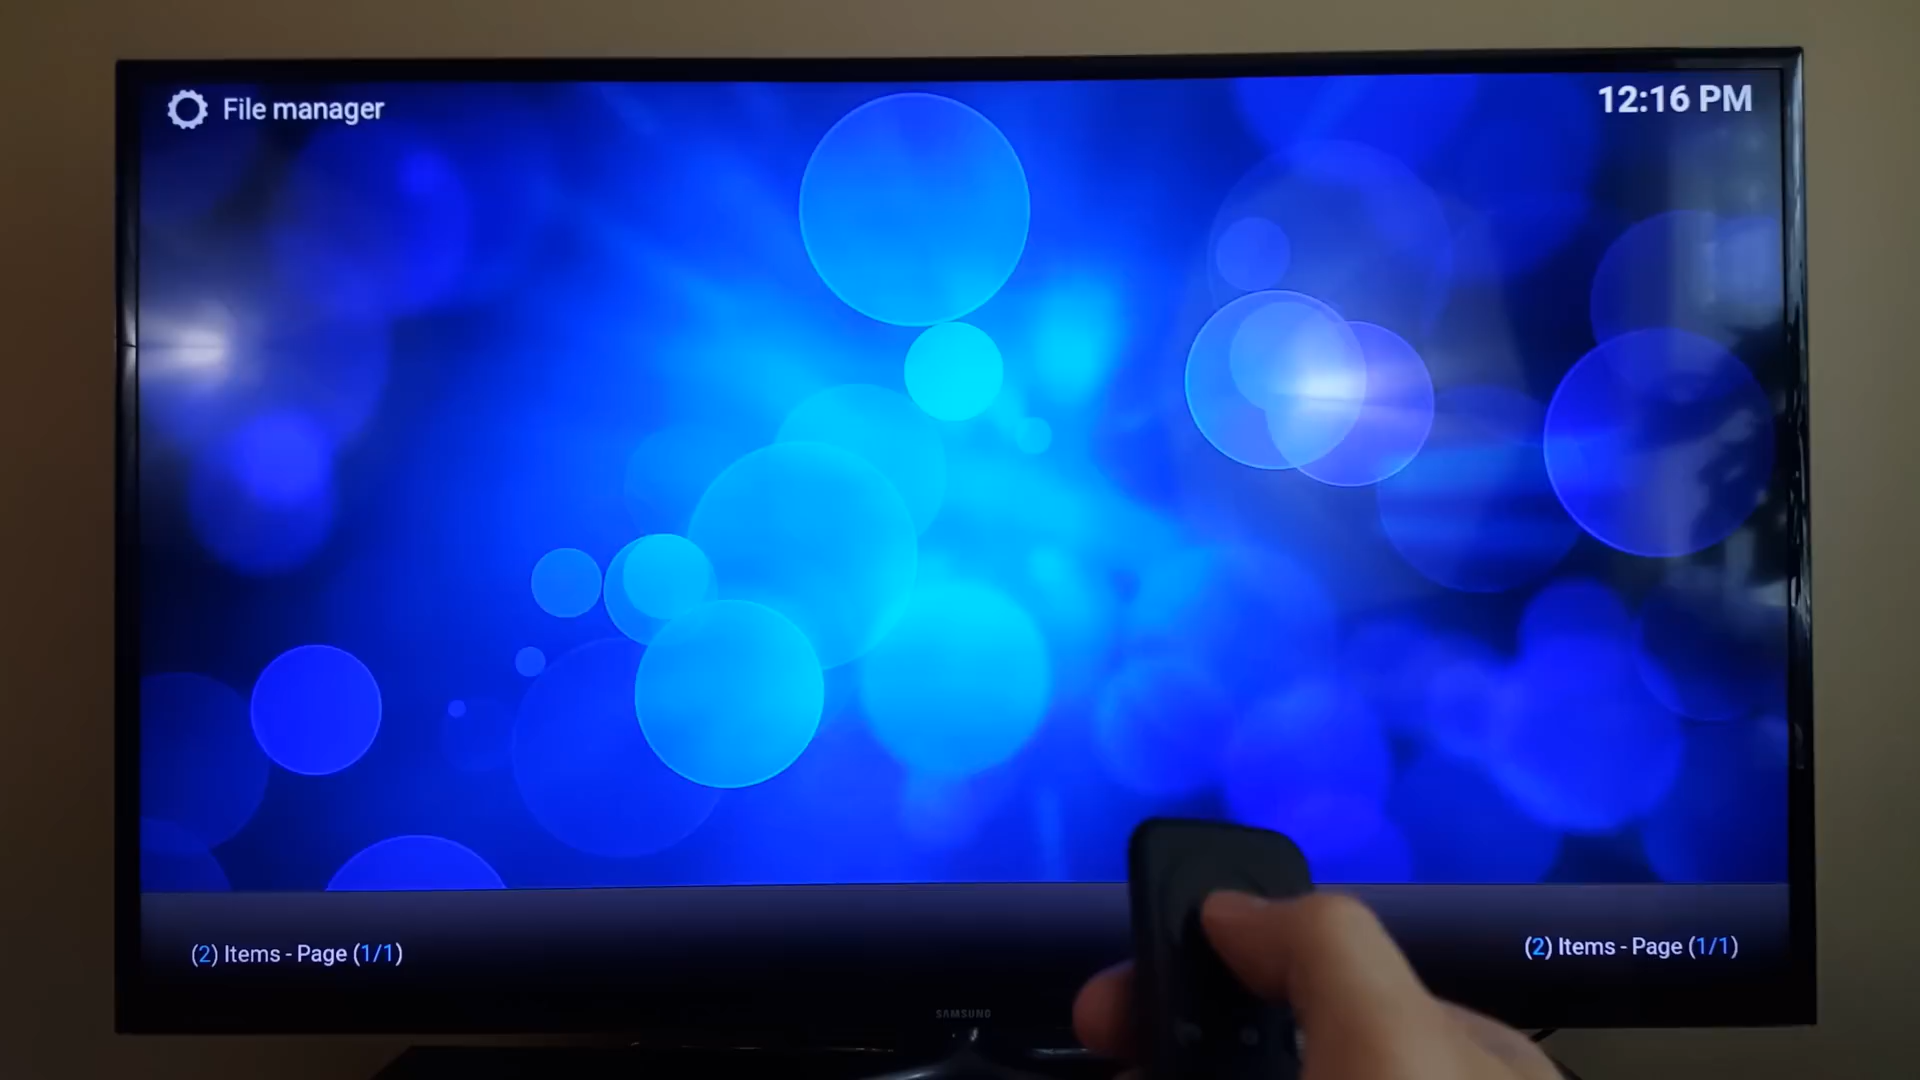 File manager
12:16 PM
(2) Items - Page (1/1)
(2) Items - Page (1/1)
SAMSUNG